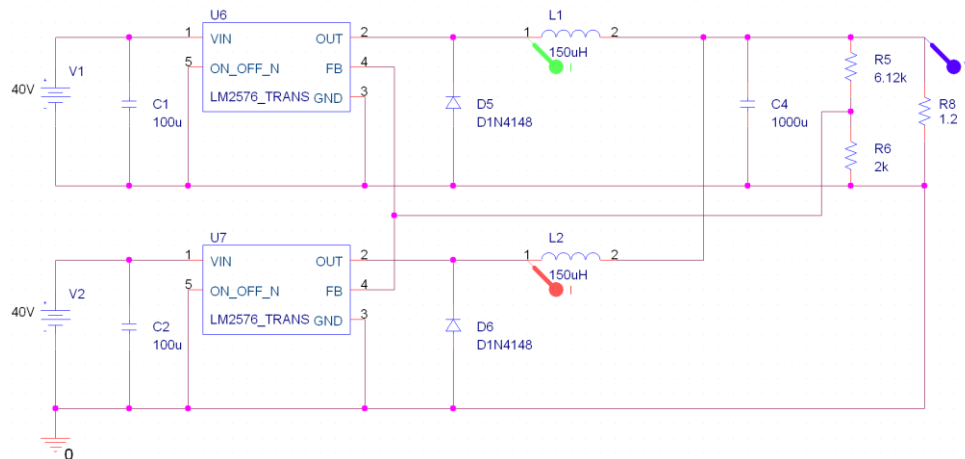 U6
L1
1 VIN OUT 2 1 2
V1 5 ON_OFF_N FB 4 150uH R5
40V I 6.12k
C1 LM2576_TRANS GND 3 D5 C4 R8
100u D1N4148 1000u 1.2
R6
2k
U7
L2
1 VIN OUT 2 1 2
V2 5 ON_OFF_N FB 4 150uH
40V I
C2 LM2576_TRANS GND 3 D6
100u D1N4148
0